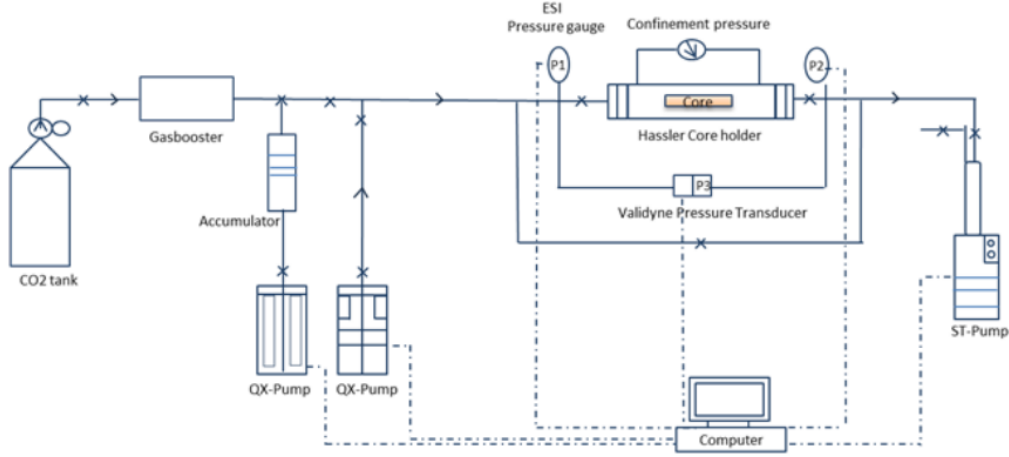 ESI
Pressure gauge
Confinement pressure
P1
P2
Core
Gasbooster
Hassler Core holder
P3
Accumulator
Validyne Pressure Transducer
CO2 tank
ST-Pump
QX-Pump
QX-Pump
Computer